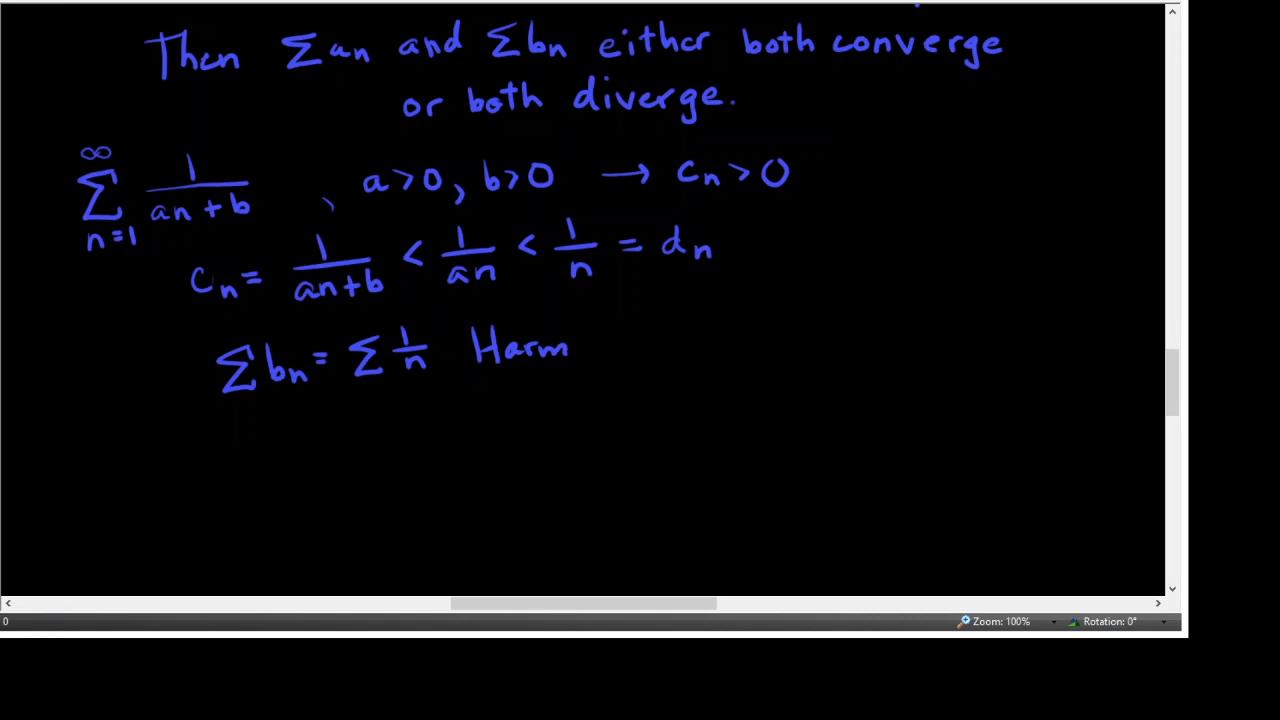 Then Σan and Σbn either both converge
or both diverge.
∞
Σ 1/(an+b) , a>0, b>0 → cn>0
n=1
cn = 1/(an+b) < 1/(an) < 1/n = dn
Σbn = Σ 1/n Harm
0 Zoom: 100% Rotation: 0°